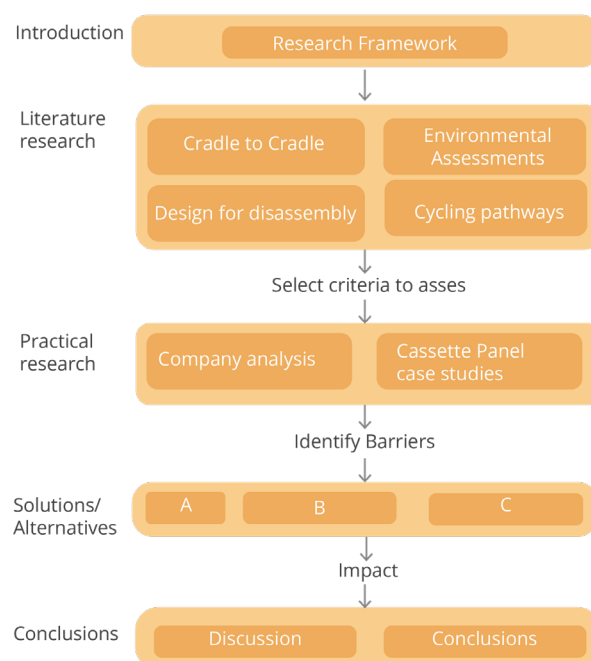 Introduction
Research Framework
Literature
research
Cradle to Cradle
Environmental
Assessments
Design for disassembly
Cycling pathways
Select criteria to asses
Practical
research
Company analysis
Cassette Panel
case studies
Identify Barriers
Solutions/
Alternatives
A
B
C
Impact
Conclusions
Discussion
Conclusions